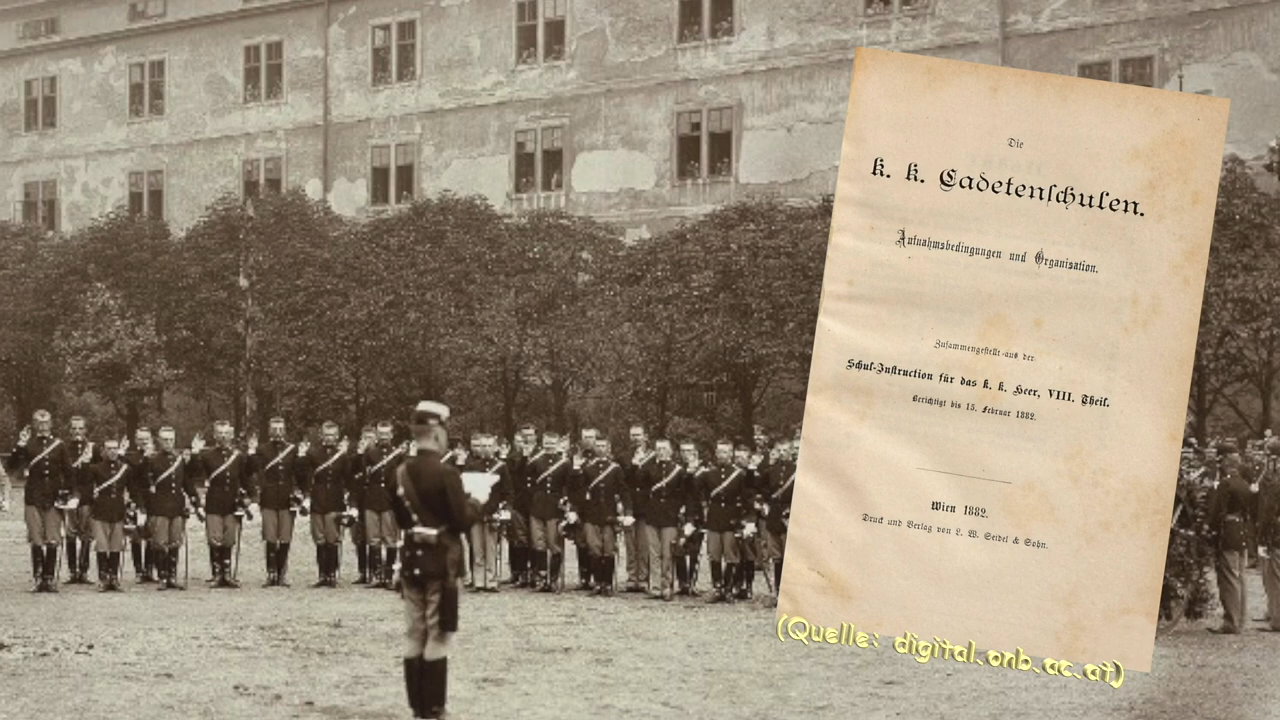 Die
k. k. Cadetenschulen.
Aufnahmsbedingungen und Organisation.
Zusammengestellt aus der
Schul-Instruction für das k. k. Heer, VIII. Theil.
Berichtigt bis 15. Februar 1882.
Wien 1882.
Druck und Verlag von L. W. Seidel & Sohn.
(Quelle: digital.onb.ac.at)